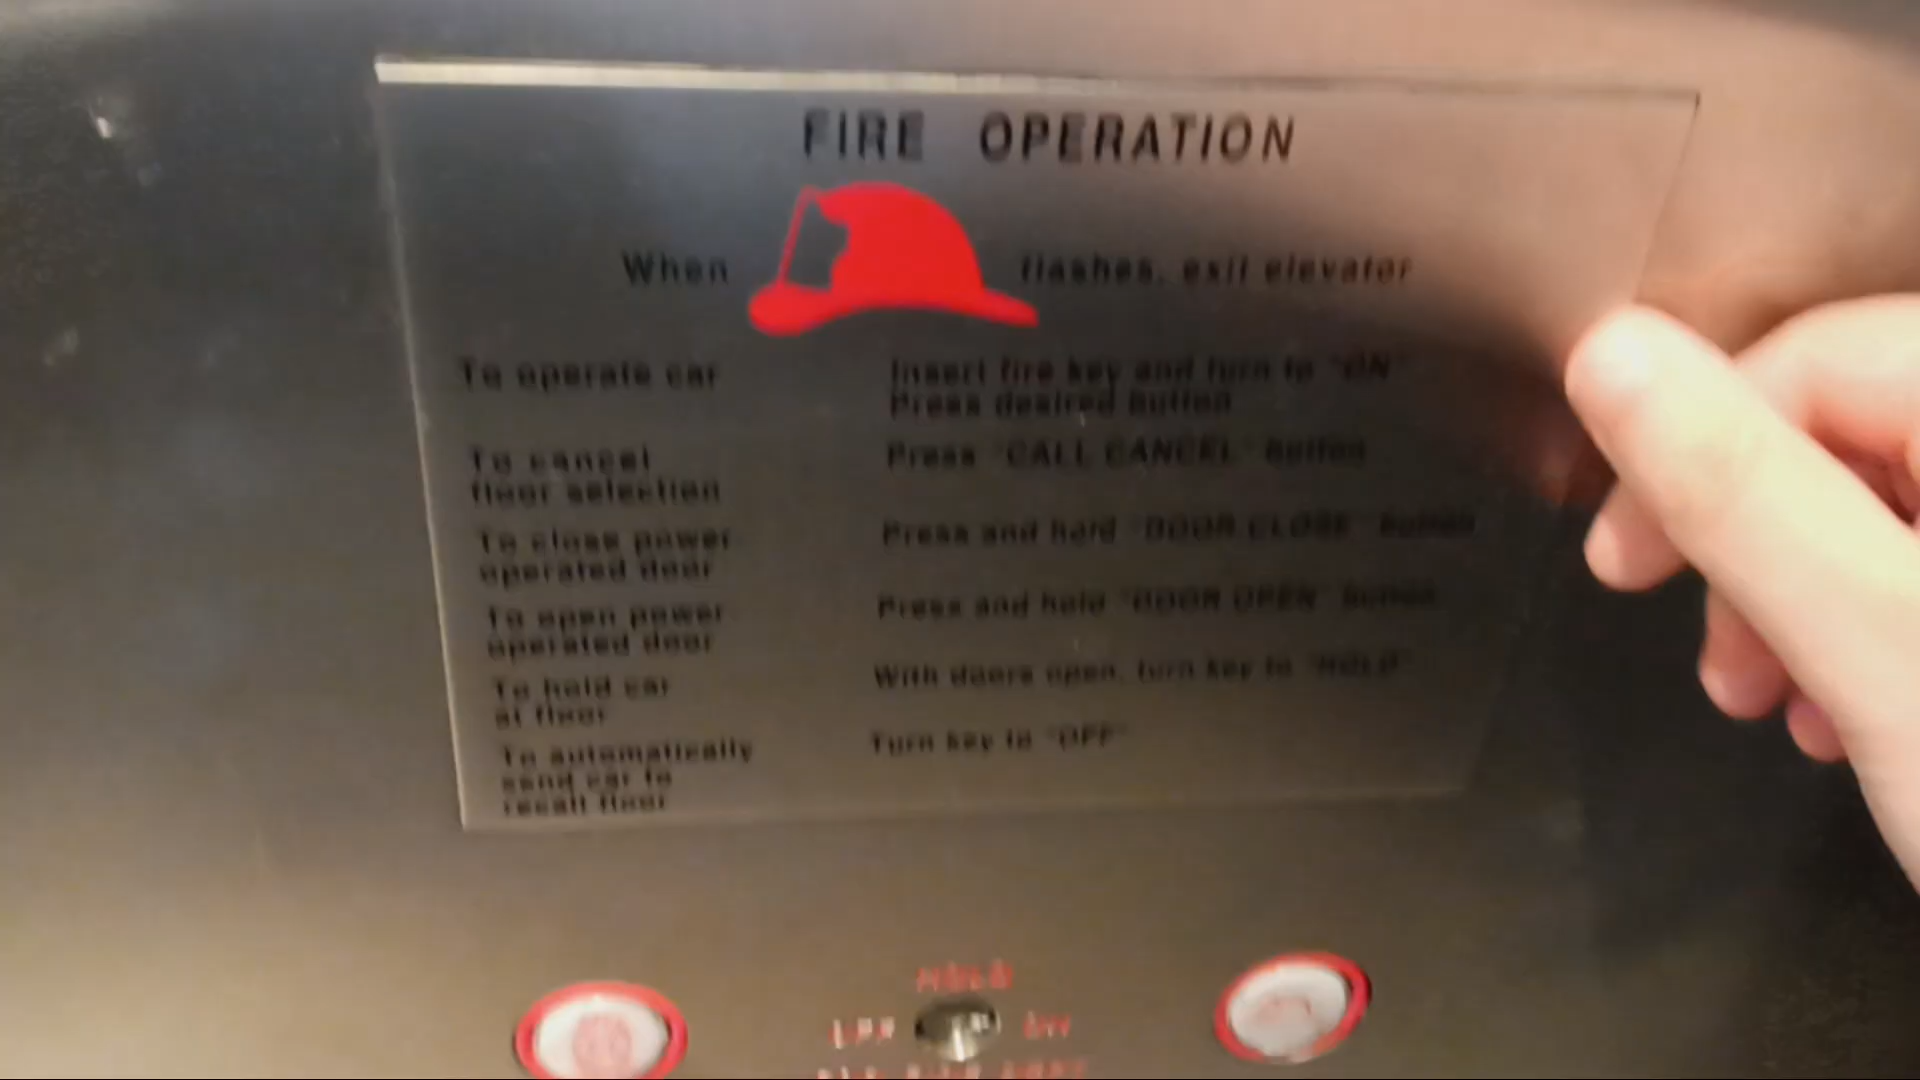 FIRE OPERATION
When flashes, exit elevator
To operate car
Insert fire key and turn to "ON"
Press desired button
To cancel
floor selection
Press "CALL CANCEL" button
To close power
operated door
Press and hold "DOOR CLOSE" button
To open power
operated door
Press and hold "DOOR OPEN" button
To hold car
at floor
With doors open, turn key to "HOLD"
To automatically
send car to
recall floor
Turn key to "OFF"
HOLD
OFF ON